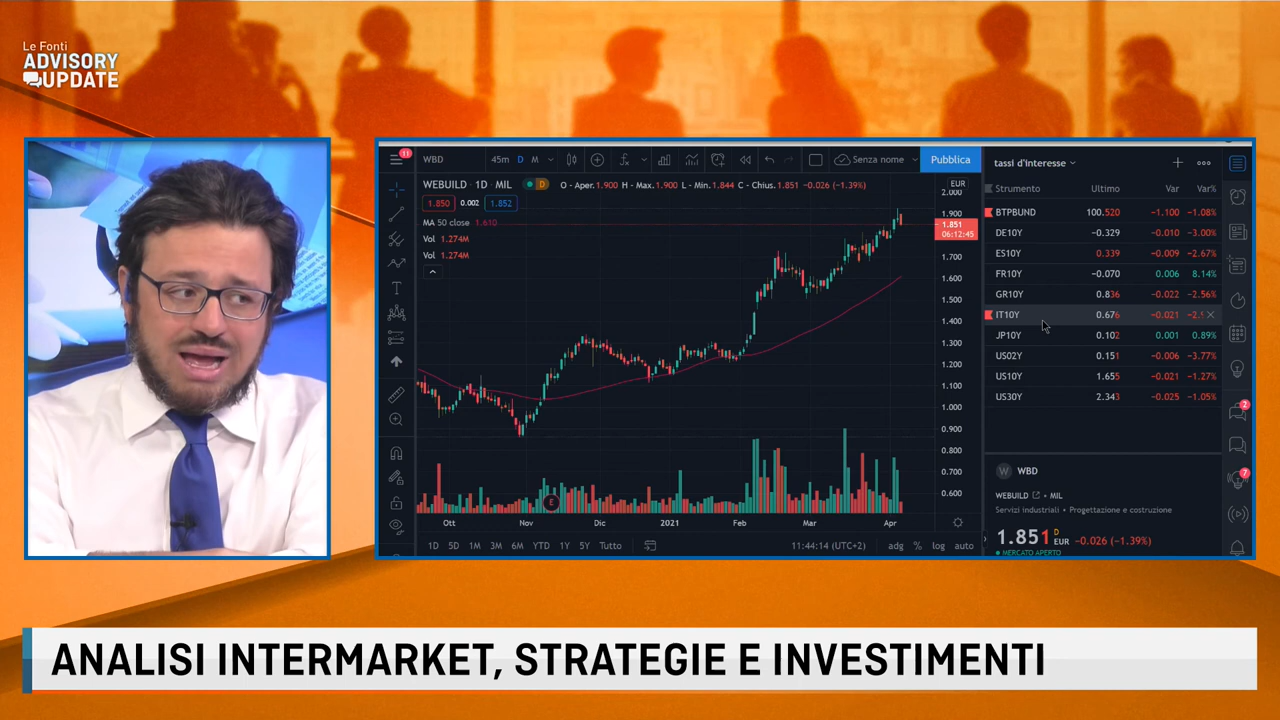 Le Fonti
ADVISORY
UPDATE
11
WBD
45m D M
Senza nome
Pubblica
WEBUILD · 1D · MIL
D
O - Aper.1.900 H - Max.1.900 L - Min.1.844 C - Chius.1.851 −0.026 (−1.39%)
1.850 0.002 1.852
MA 50 close 1.610
Vol 1.274M
Vol 1.274M
EUR
2.000
1.900
1.851
06:12:45
1.700
1.600
1.500
1.400
1.300
1.200
1.100
1.000
0.900
0.800
0.700
0.600
E
Ott Nov Dic 2021 Feb Mar Apr
1D 5D 1M 3M 6M YTD 1Y 5Y Tutto
11:44:14 (UTC+2) adg % log auto
tassi d'interesse
Strumento Ultimo Var Var%
BTPBUND 100.520 −1.100 −1.08%
DE10Y −0.329 −0.010 −3.00%
ES10Y 0.339 −0.009 −2.67%
FR10Y −0.070 0.006 8.14%
GR10Y 0.836 −0.022 −2.56%
IT10Y 0.676 −0.021
JP10Y 0.102 0.001 0.89%
US02Y 0.151 −0.006 −3.77%
US10Y 1.655 −0.021 −1.27%
US30Y 2.343 −0.025 −1.05%
2
7
W WBD
WEBUILD · MIL
Servizi industriali • Progettazione e costruzione
1.851 D EUR −0.026 (−1.39%)
MERCATO APERTO
ANALISI INTERMARKET, STRATEGIE E INVESTIMENTI